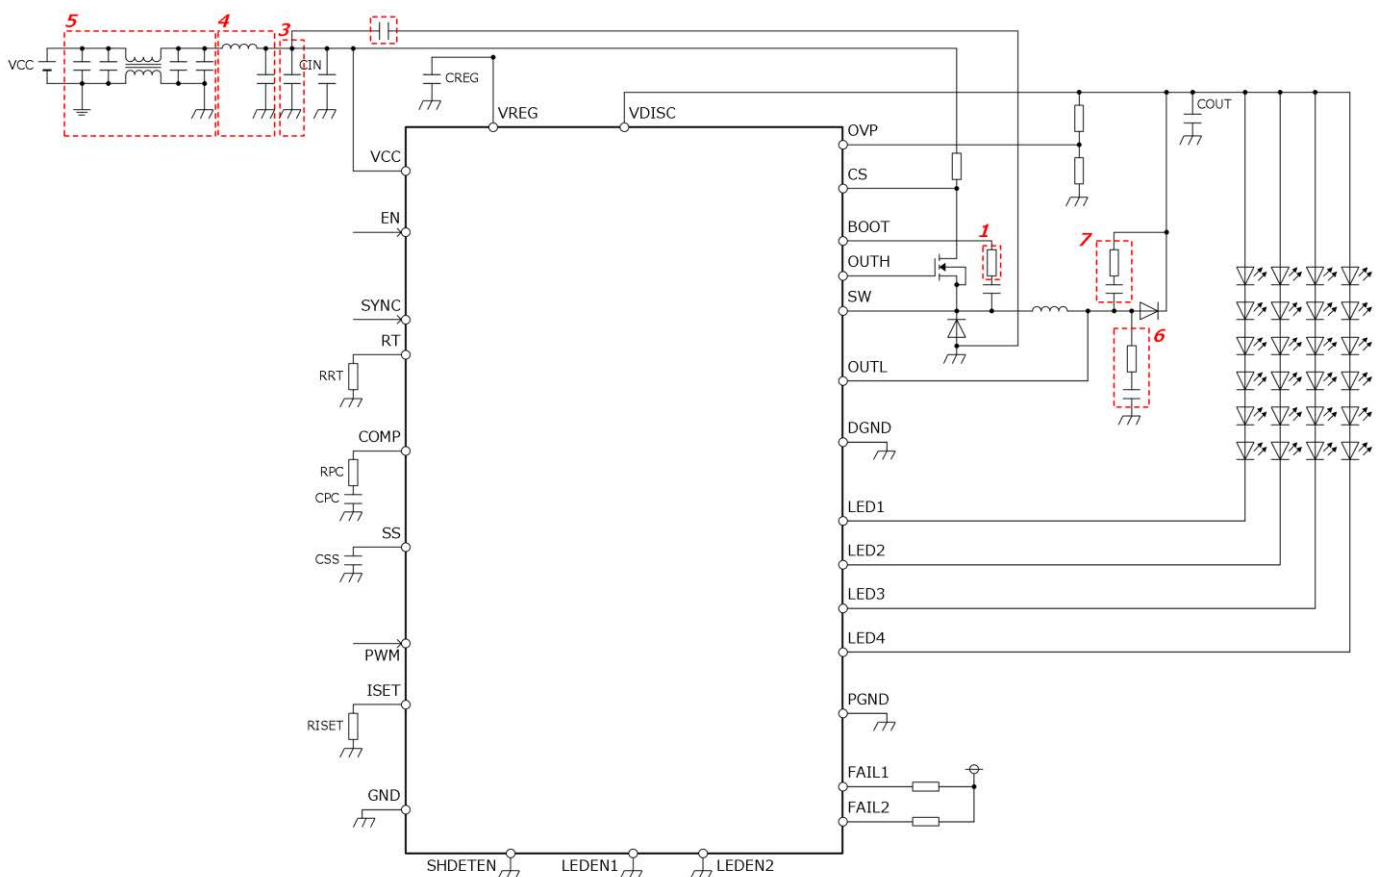 5
4
3
VCC
CIN
CREG
COUT
VREG
VDISC
OVP
VCC
CS
EN
BOOT
1
7
OUTH
SYNC
SW
RT
6
RRT
OUTL
COMP
DGND
RPC
CPC
LED1
SS
LED2
CSS
LED3
LED4
PWM
ISET
PGND
RISET
FAIL1
GND
FAIL2
SHDETEN
LEDEN1
LEDEN2